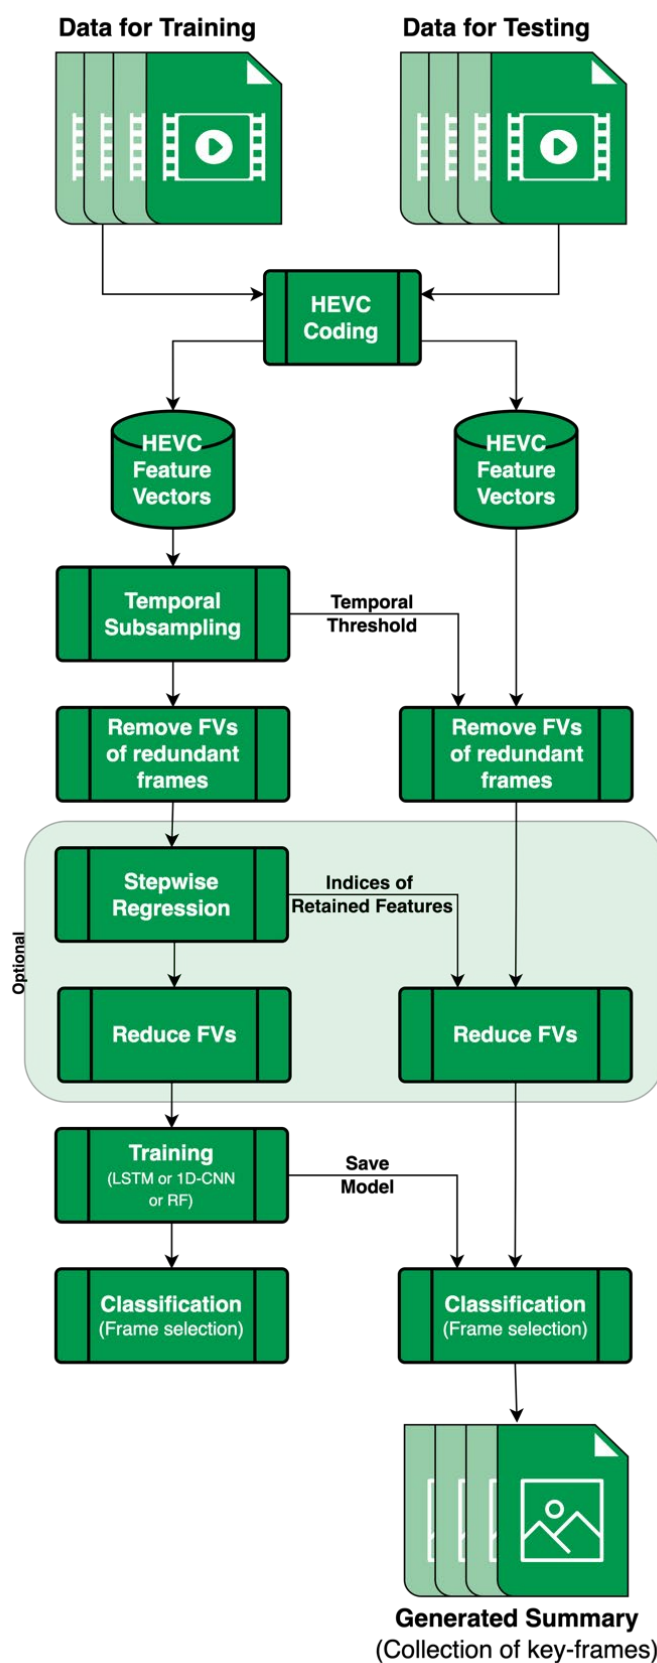 Data for Training
Data for Testing
HEVC
Coding
HEVC
Feature
Vectors
HEVC
Feature
Vectors
Temporal
Subsampling
Temporal
Threshold
Remove FVs
of redundant
frames
Remove FVs
of redundant
frames
Optional
Stepwise
Regression
Indices of
Retained Features
Reduce FVs
Reduce FVs
Training
(LSTM or 1D-CNN
or RF)
Save
Model
Classification
(Frame selection)
Classification
(Frame selection)
Generated Summary
(Collection of key-frames)